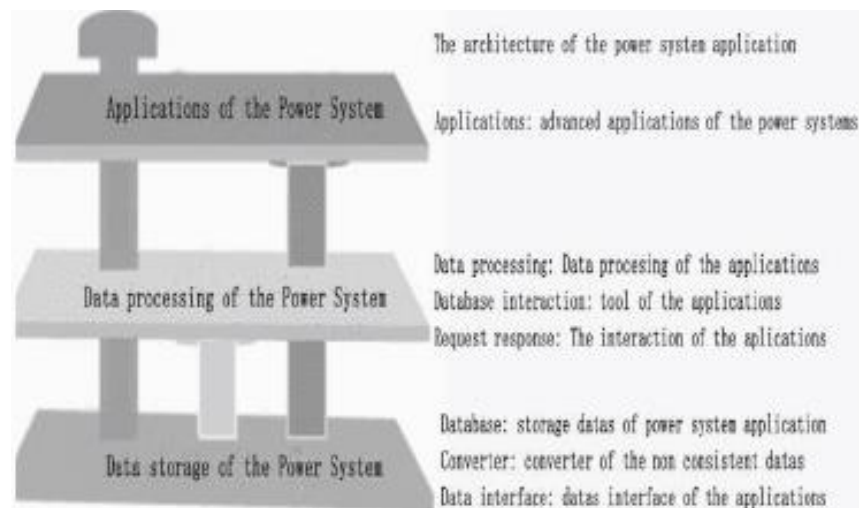 The architecture of the power system application
Applications of the Power System
Applications: advanced applications of the power systems
Data processing: Data procesing of the applications
Data processing of the Power System
Database interaction: tool of the applications
Request response: The interaction of the aplications
Database: storage datas of power system application
Data storage of the Power System
Converter: converter of the non consistent datas
Data interface: datas interface of the applications